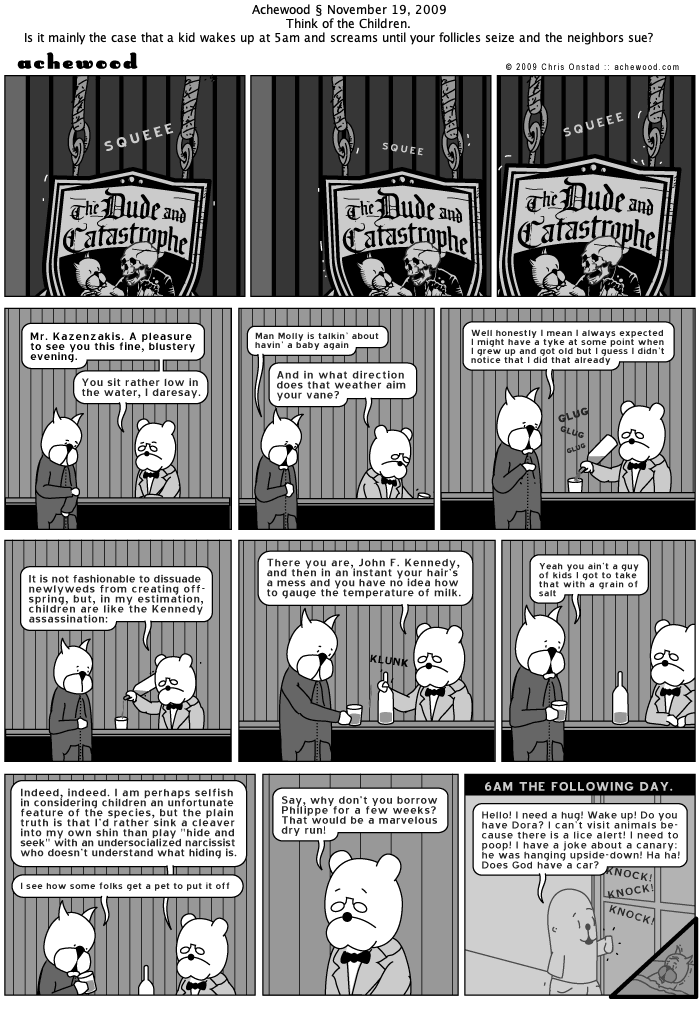 Achewood § November 19, 2009
Think of the Children.
Is it mainly the case that a kid wakes up at 5am and screams until your follicles seize and the neighbors sue?
achewood
© 2009 Chris Onstad :: achewood.com
SQUEEE
The Dude and
Catastrophe
SQUEE
The Dude and
Catastrophe
SQUEEE
The Dude and
Catastrophe
Mr. Kazenzakis. A pleasure
to see you this fine, blustery
evening.
You sit rather low in
the water, I daresay.
Man Molly is talkin' about
havin' a baby again
And in what direction
does that weather aim
your vane?
Well honestly I mean I always expected
I might have a tyke at some point when
I grew up and got old but I guess I didn't
notice that I did that already
GLUG
GLUG
GLUG
It is not fashionable to dissuade
newlyweds from creating off-
spring, but, in my estimation,
children are like the Kennedy
assassination:
There you are, John F. Kennedy,
and then in an instant your hair's
a mess and you have no idea how
to gauge the temperature of milk.
KLUNK
Yeah you ain't a guy
of kids I got to take
that with a grain of
salt
Indeed, indeed. I am perhaps selfish
in considering children an unfortunate
feature of the species, but the plain
truth is that I'd rather sink a cleaver
into my own shin than play "hide and
seek" with an undersocialized narcissist
who doesn't understand what hiding is.
I see how some folks get a pet to put it off
Say, why don't you borrow
Philippe for a few weeks?
That would be a marvelous
dry run!
6AM THE FOLLOWING DAY.
Hello! I need a hug! Wake up! Do you
have Dora? I can't visit animals be-
cause there is a lice alert! I need to
poop! I have a joke about a canary:
he was hanging upside-down! Ha ha!
Does God have a car?
KNOCK!
KNOCK!
KNOCK!